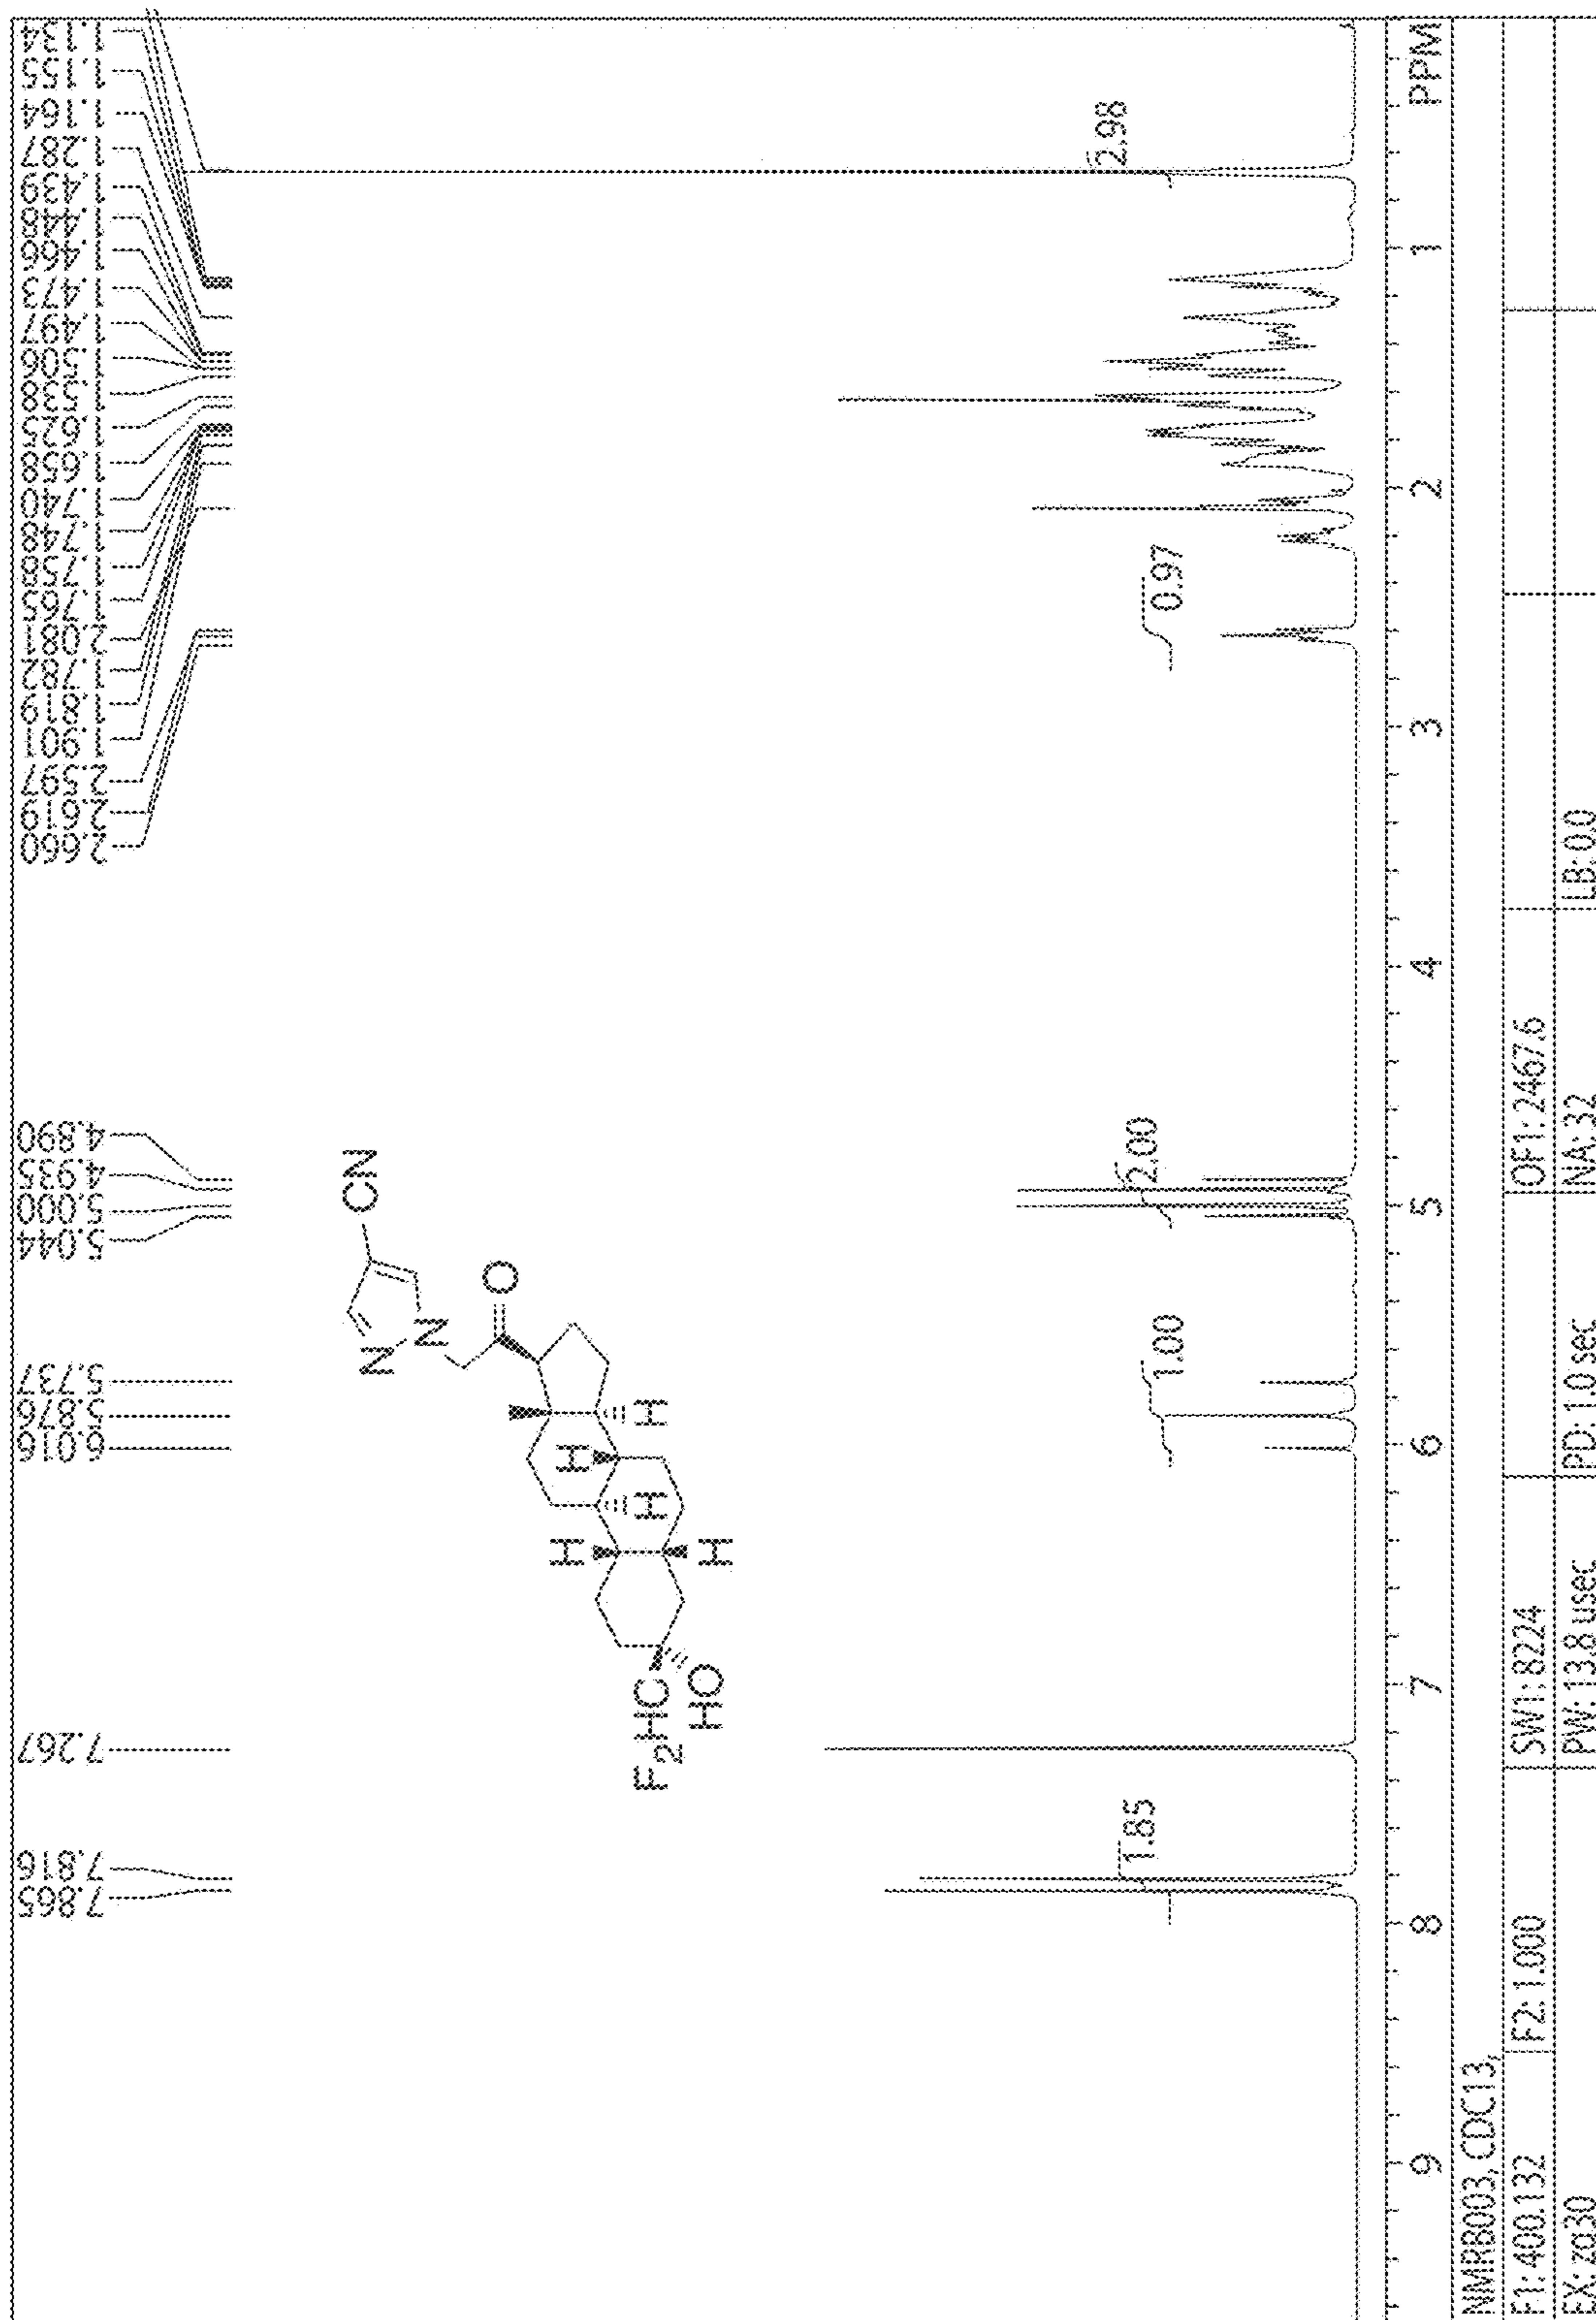 7.865
7.816
7.267
6.016
5.876
5.737
5.044
5.000
4.935
4.890
2.660
2.619
2.597
1.901
1.819
1.782
2.081
1.765
1.758
1.748
1.740
1.658
1.625
1.538
1.506
1.497
1.473
1.466
1.448
1.439
1.287
1.164
1.155
1.134
CN
N
N
O
H
H
H
H
H
F2HC
HO
1.85
1.00
2.00
0.97
2.98
9 8 7 6 5 4 3 2 1 PPM
NMRB003, CDC13,
F1: 400.132 F2: 1.000 SW1: 8224 OF1: 2467.6
EX: zg30 PW: 13.8 usec PD: 1.0 sec NA: 32 LB: 0.0